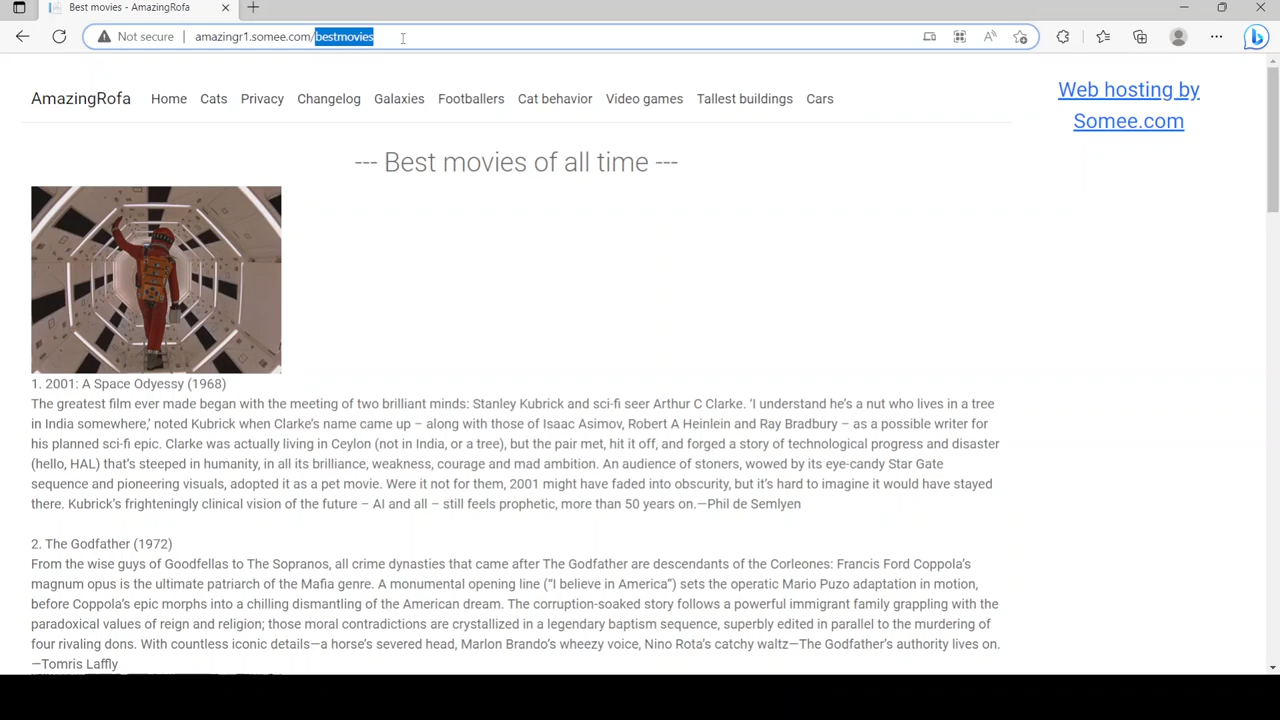 Best movies - AmazingRofa
Not secure
amazingr1.somee.com/bestmovies
AmazingRofa Home Cats Privacy Changelog Galaxies Footballers Cat behavior Video games Tallest buildings Cars
Web hosting by
Somee.com
--- Best movies of all time ---
1. 2001: A Space Odyessy (1968)
The greatest film ever made began with the meeting of two brilliant minds: Stanley Kubrick and sci-fi seer Arthur C Clarke. ‘I understand he’s a nut who lives in a tree
in India somewhere,’ noted Kubrick when Clarke’s name came up – along with those of Isaac Asimov, Robert A Heinlein and Ray Bradbury – as a possible writer for
his planned sci-fi epic. Clarke was actually living in Ceylon (not in India, or a tree), but the pair met, hit it off, and forged a story of technological progress and disaster
(hello, HAL) that’s steeped in humanity, in all its brilliance, weakness, courage and mad ambition. An audience of stoners, wowed by its eye-candy Star Gate
sequence and pioneering visuals, adopted it as a pet movie. Were it not for them, 2001 might have faded into obscurity, but it’s hard to imagine it would have stayed
there. Kubrick’s frighteningly clinical vision of the future – AI and all – still feels prophetic, more than 50 years on.—Phil de Semlyen
2. The Godfather (1972)
From the wise guys of Goodfellas to The Sopranos, all crime dynasties that came after The Godfather are descendants of the Corleones: Francis Ford Coppola’s
magnum opus is the ultimate patriarch of the Mafia genre. A monumental opening line (“I believe in America”) sets the operatic Mario Puzo adaptation in motion,
before Coppola’s epic morphs into a chilling dismantling of the American dream. The corruption-soaked story follows a powerful immigrant family grappling with the
paradoxical values of reign and religion; those moral contradictions are crystallized in a legendary baptism sequence, superbly edited in parallel to the murdering of
four rivaling dons. With countless iconic details—a horse’s severed head, Marlon Brando’s wheezy voice, Nino Rota’s catchy waltz—The Godfather’s authority lives on.
—Tomris Laffly